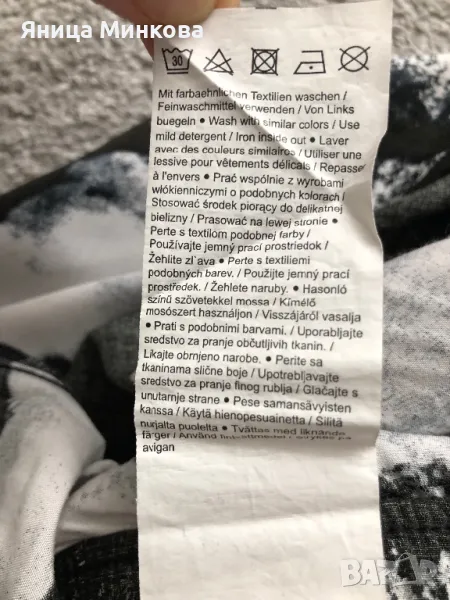 Яница Минкова
30
Mit farbaehnlichen Textilien waschen /
Feinwaschmittel verwenden / Von Links
buegeln • Wash with similar colors / Use
mild detergent / Iron inside out • Laver
avec des couleurs similaires / Utiliser une
lessive pour vêtements délicals / Repasser
à l'envers • Prać wspólnie z wyrobami
włókienniczymi o podobnych kolorach /
Stosować środek piorący do delikatnej
bielizny / Prasować na lewej stronie •
Perte s textilom podobnej farby /
Používajte jemný prací prostriedok /
Žehlite zľava • Perte s textiliemi
podobných barev. / Použijte jemný prací
prostředek. / Žehlete naruby. • Hasonló
színű szövetekkel mossa / Kímélő
mosószert használjon / Visszájáról vasalja
• Prati s podobnimi barvami. / Uporabljajte
sredstvo za pranje občutljivih tkanin. /
Likajte obrnjeno narobe. • Perite sa
tkaninama slične boje / Upotrebljavajte
sredstvo za pranje finog rublja / Glačajte s
unutarnje strane • Pese samansävyisten
kanssa / Käytä hienopesuainetta / Silitä
nurjalta puolelta • Tvättas med liknande
färger / Använd
avigan
bazar